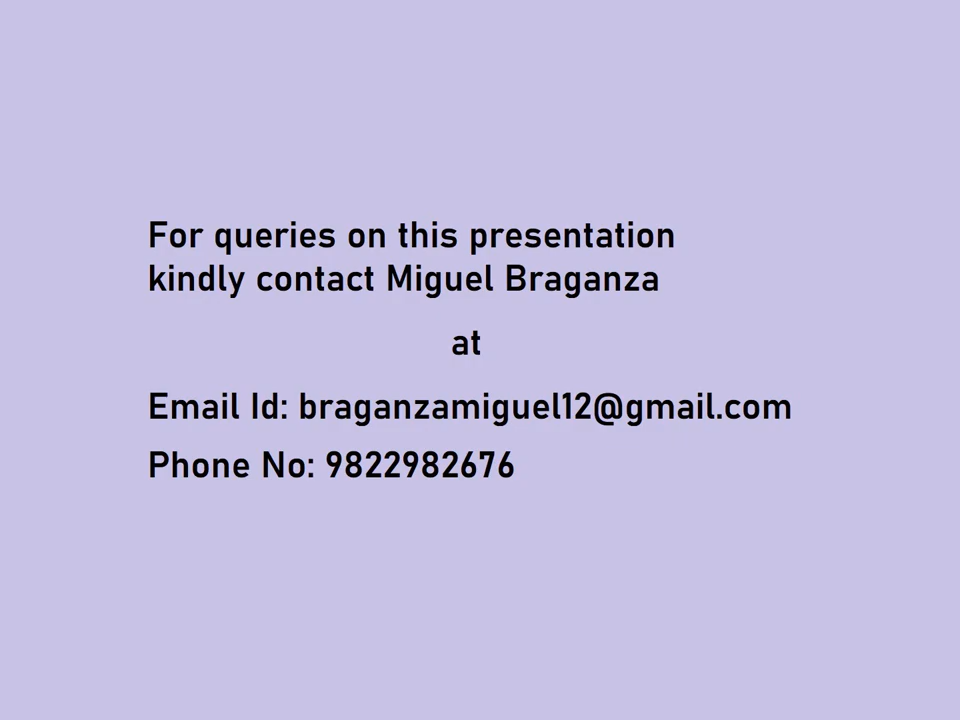 For queries on this presentation
kindly contact Miguel Braganza
at
Email Id: braganzamiguel12@gmail.com
Phone No: 9822982676